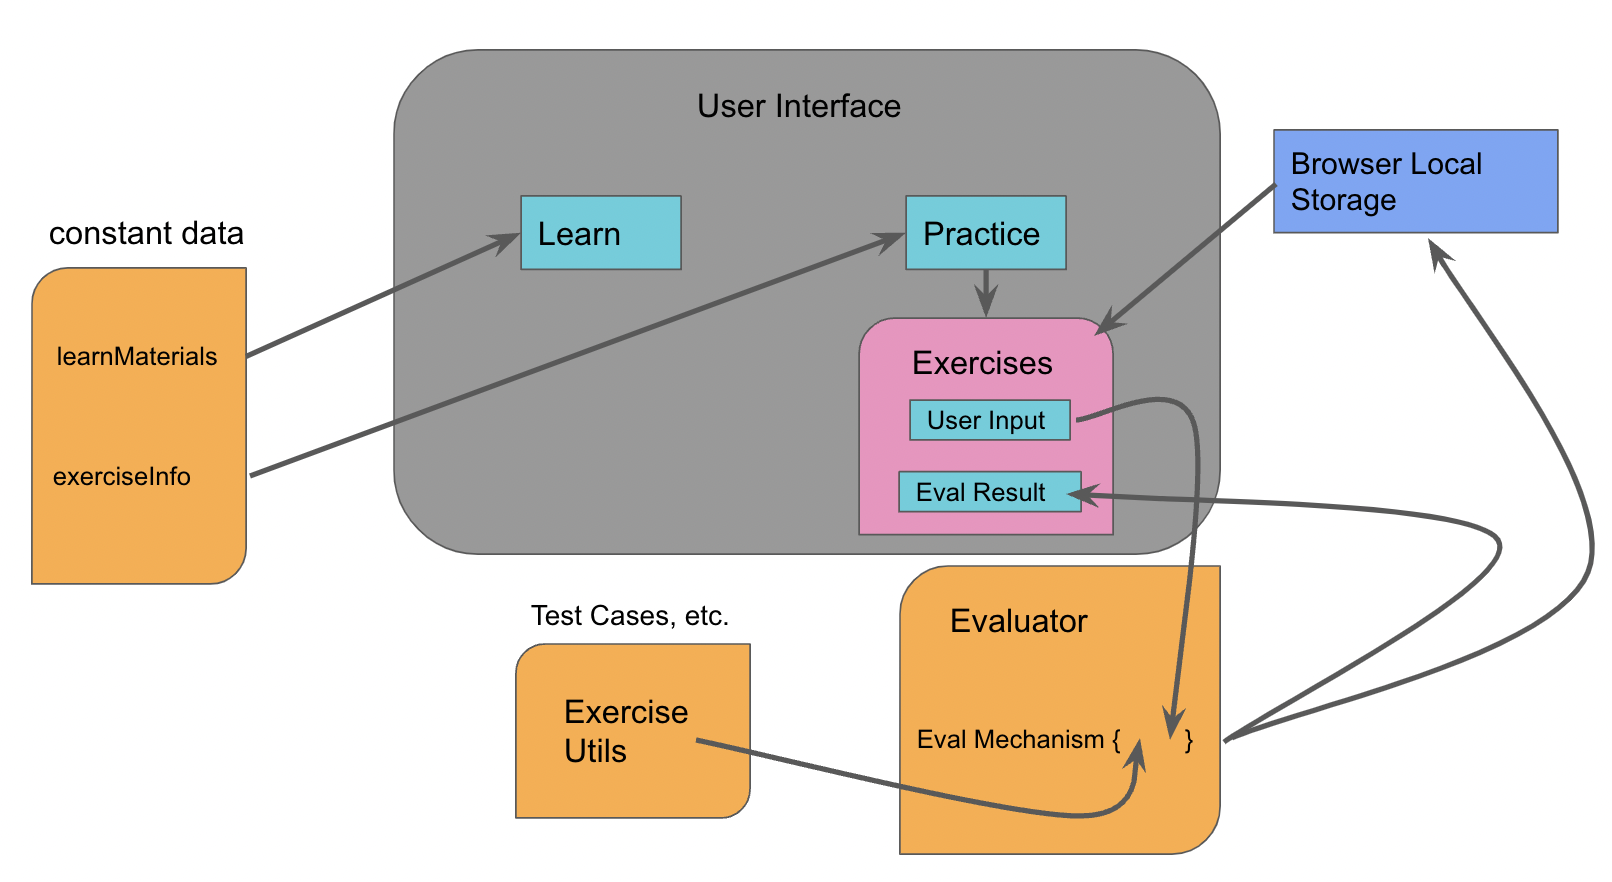 User Interface
Browser Local
Storage
Learn
Practice
constant data
learnMaterials
exerciseInfo
Exercises
User Input
Eval Result
Test Cases, etc.
Exercise
Utils
Evaluator
Eval Mechanism { }